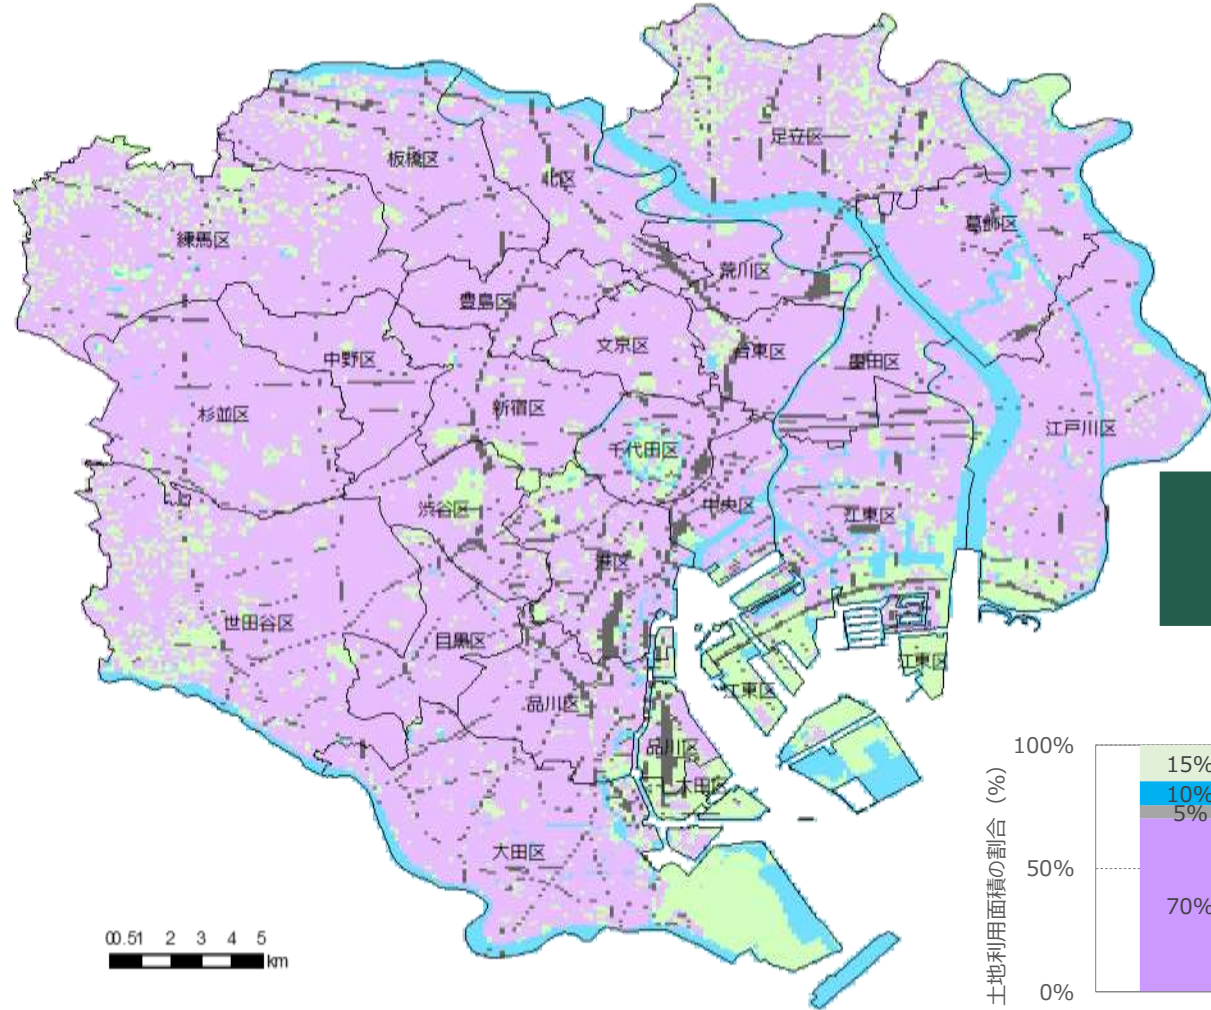 足立区
板橋区
北区
葛飾区
練馬区
荒川区
豊島区
文京区
台東区
中野区
墨田区
杉並区
新宿区
江戸川区
千代田区
渋谷区
中央区
江東区
港区
世田谷区
目黒区
江東区
江東区
品川区
品川区
大田区
大田区
00.51 2 3 4 5
km
土地利用面積の割合 (%)
100%
50%
0%
15%
10%
5%
70%